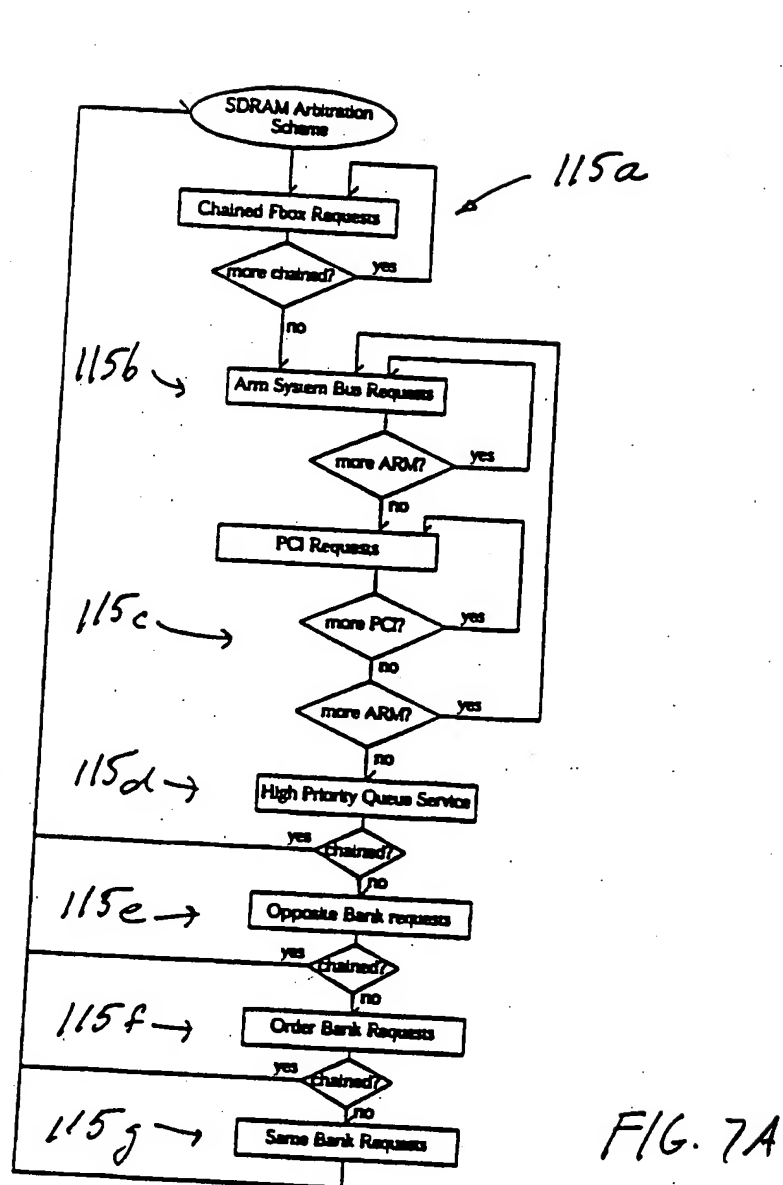 SDRAM Arbitration
Scheme
115a
Chained Fbox Requests
more chained?
yes
no
115b
Arm System Bus Requests
more ARM?
yes
no
PCI Requests
115c
more PCI?
yes
no
more ARM?
yes
no
115d
High Priority Queue Service
yes
chained?
no
115e
Opposite Bank requests
yes
chained?
no
115f
Order Bank Requests
yes
chained?
no
115g
Same Bank Requests
FIG. 7A